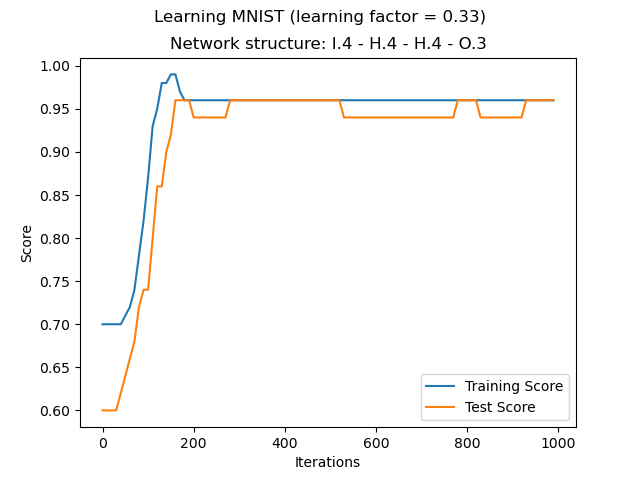 Learning MNIST (learning factor = 0.33)
Network structure: I.4 - H.4 - H.4 - O.3
1.00
0.95
0.90
0.85
0.80
0.75
0.70
0.65
0.60
Score
0 200 400 600 800 1000
Iterations
Training Score
Test Score